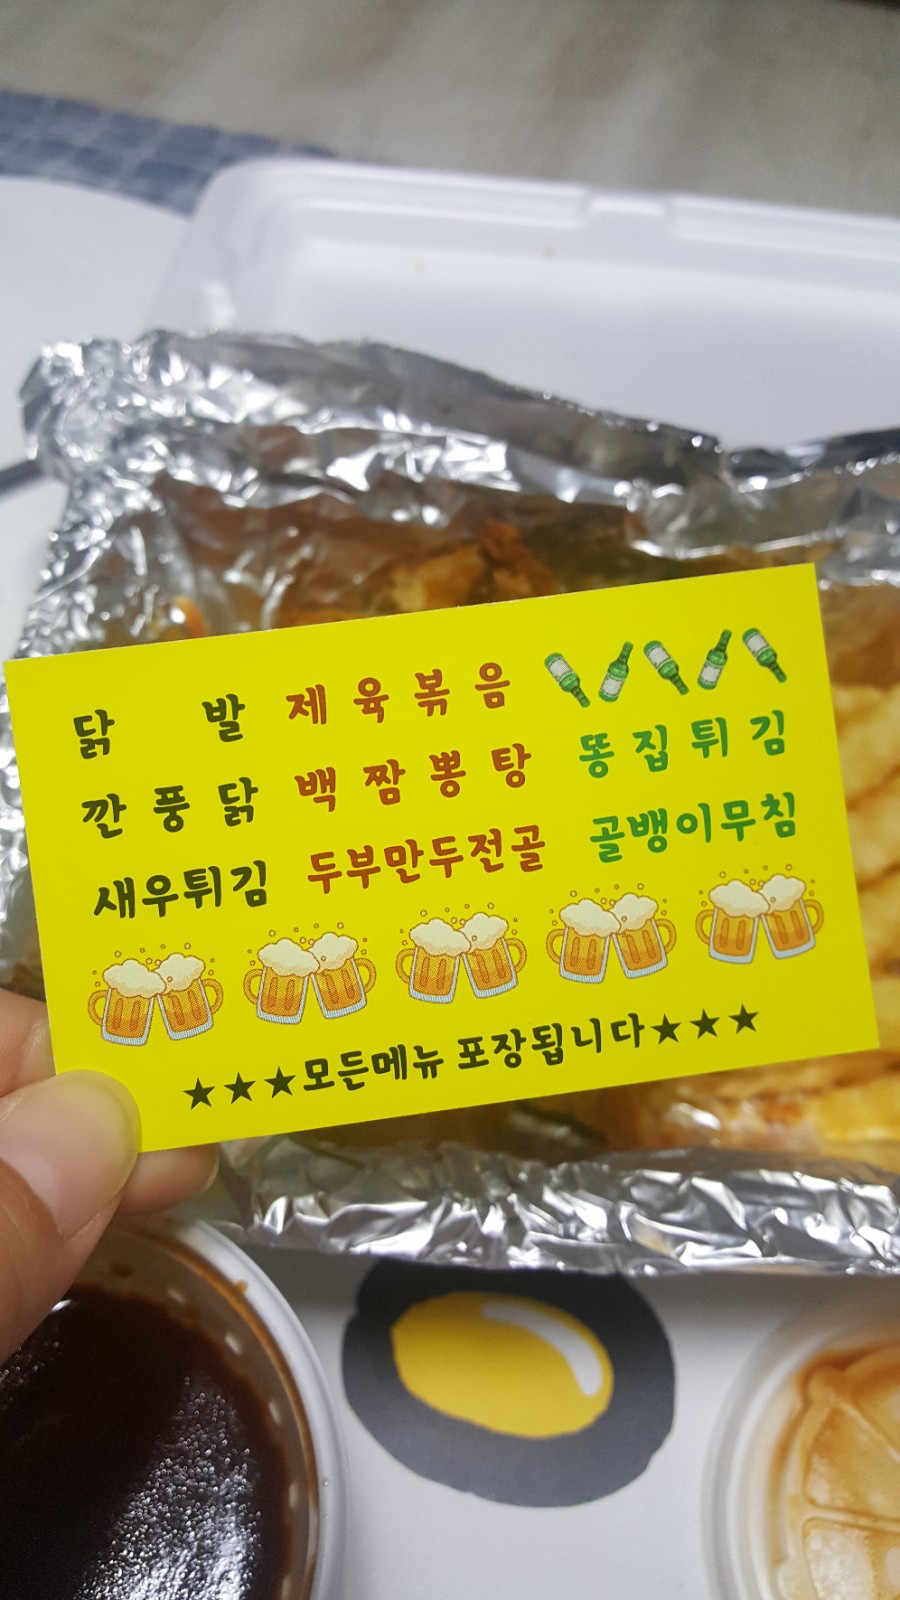 닭 발 제육볶음
깐풍닭 백짬뽕탕 똥집튀김
새우튀김 두부만두전골 골뱅이무침
★★★모든메뉴 포장됩니다★★★